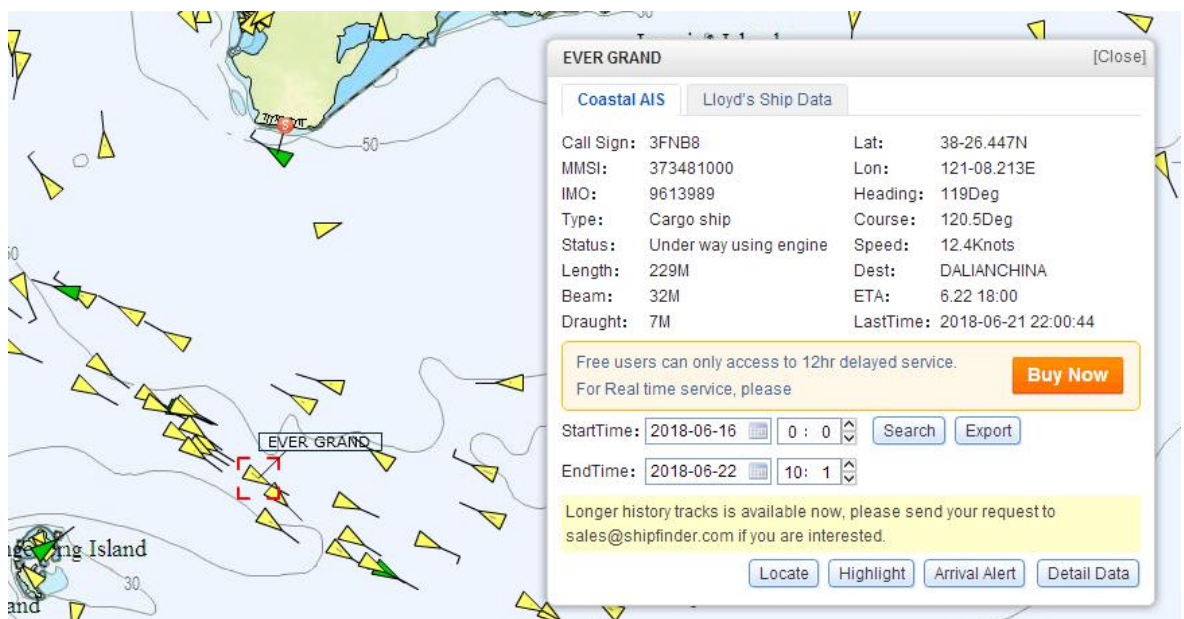 50
EVER GRAND
[Close]
Coastal AIS
Lloyd's Ship Data
Call Sign: 3FNB8
Lat: 38-26.447N
MMSI: 373481000
Lon: 121-08.213E
IMO: 9613989
Heading: 119Deg
Type: Cargo ship
Course: 120.5Deg
Status: Under way using engine
Speed: 12.4Knots
Length: 229M
Dest: DALIANCHINA
Beam: 32M
ETA: 6.22 18:00
Draught: 7M
LastTime: 2018-06-21 22:00:44
Free users can only access to 12hr delayed service.
For Real time service, please
Buy Now
StartTime: 2018-06-16 0 : 0
Search
Export
EndTime: 2018-06-22 10: 1
Longer history tracks is available now, please send your request to
sales@shipfinder.com if you are interested.
Locate
Highlight
Arrival Alert
Detail Data
S
50
EVER GRAND
Island
30